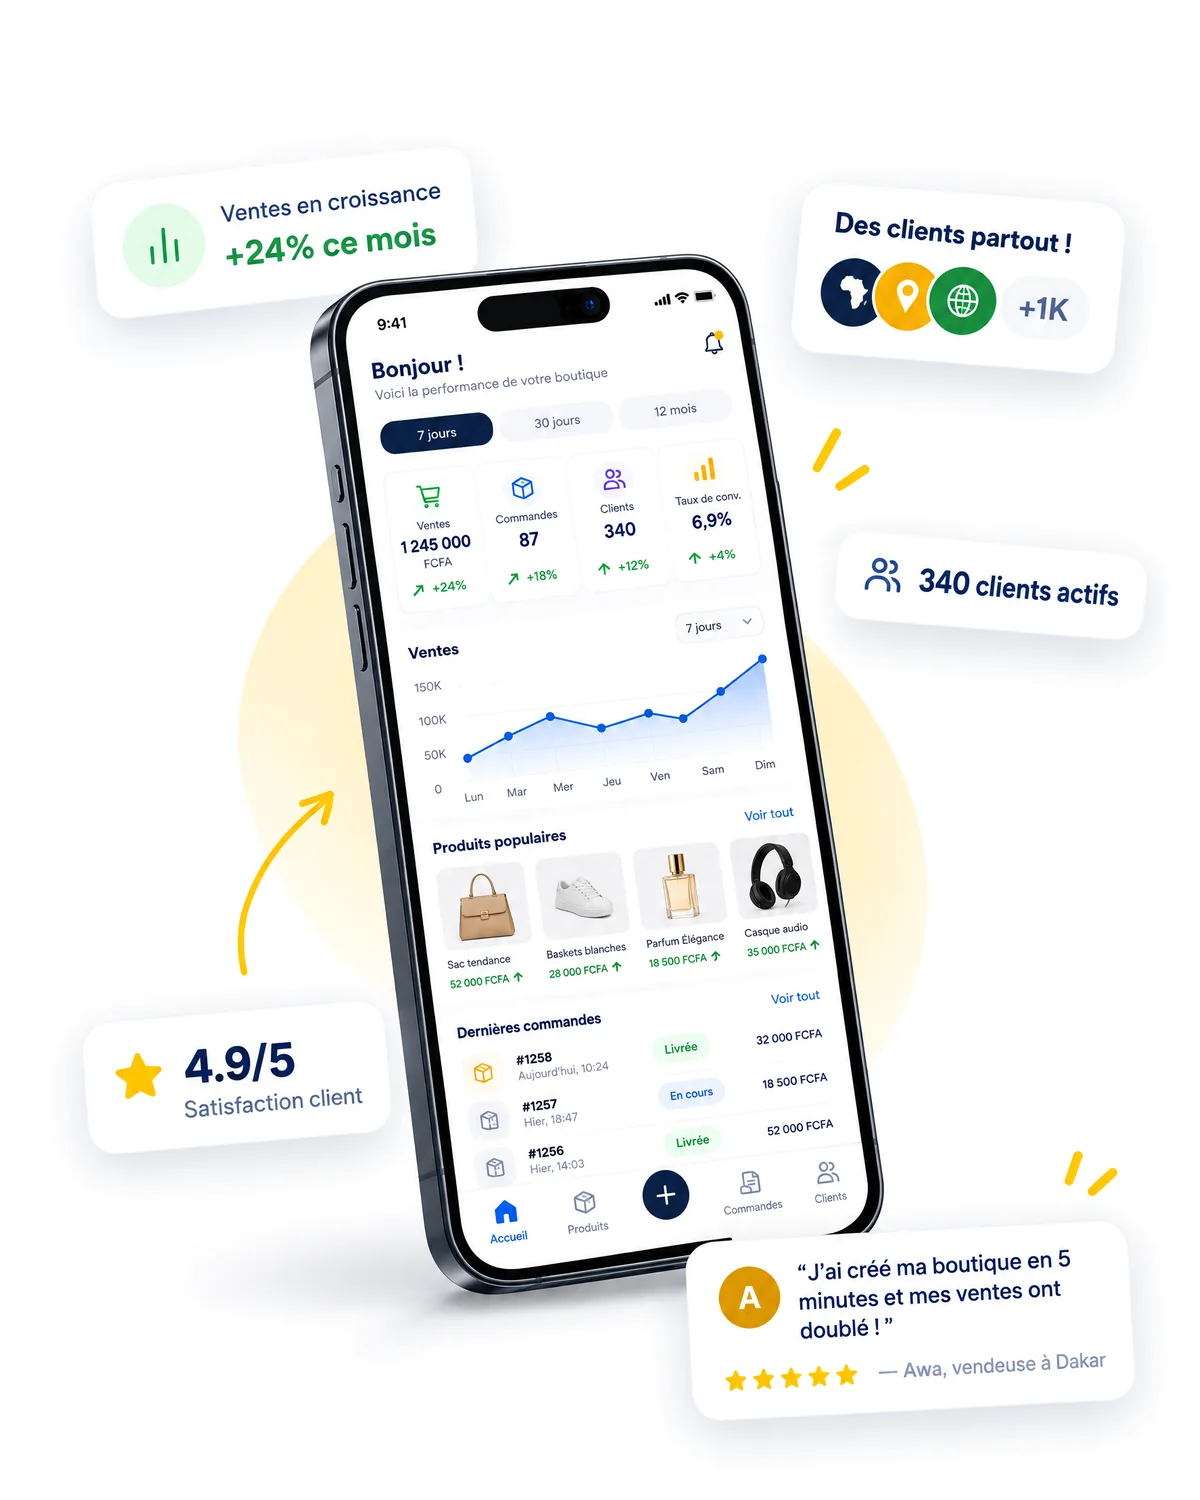 Ventes en croissance
+24% ce mois
Des clients partout !
+1K
9:41
Bonjour !
Voici la performance de votre boutique
7 jours
30 jours
12 mois
Ventes
1 245 000
FCFA
+24%
Commandes
87
+18%
Clients
340
+12%
Taux de conv.
6,9%
+4%
340 clients actifs
Ventes
7 jours
150K
100K
50K
0
Lun Mar Mer Jeu Ven Sam Dim
Produits populaires
Voir tout
Sac tendance
52 000 FCFA
Baskets blanches
28 000 FCFA
Parfum Élégance
18 500 FCFA
Casque audio
35 000 FCFA
Dernières commandes
Voir tout
#1258
Aujourd'hui, 10:24
Livrée
32 000 FCFA
#1257
Hier, 18:47
En cours
18 500 FCFA
#1256
Hier, 14:03
Livrée
52 000 FCFA
Accueil
Produits
Commandes
Clients
4.9/5
Satisfaction client
A
“J'ai créé ma boutique en 5
minutes et mes ventes ont
doublé ! ”
— Awa, vendeuse à Dakar